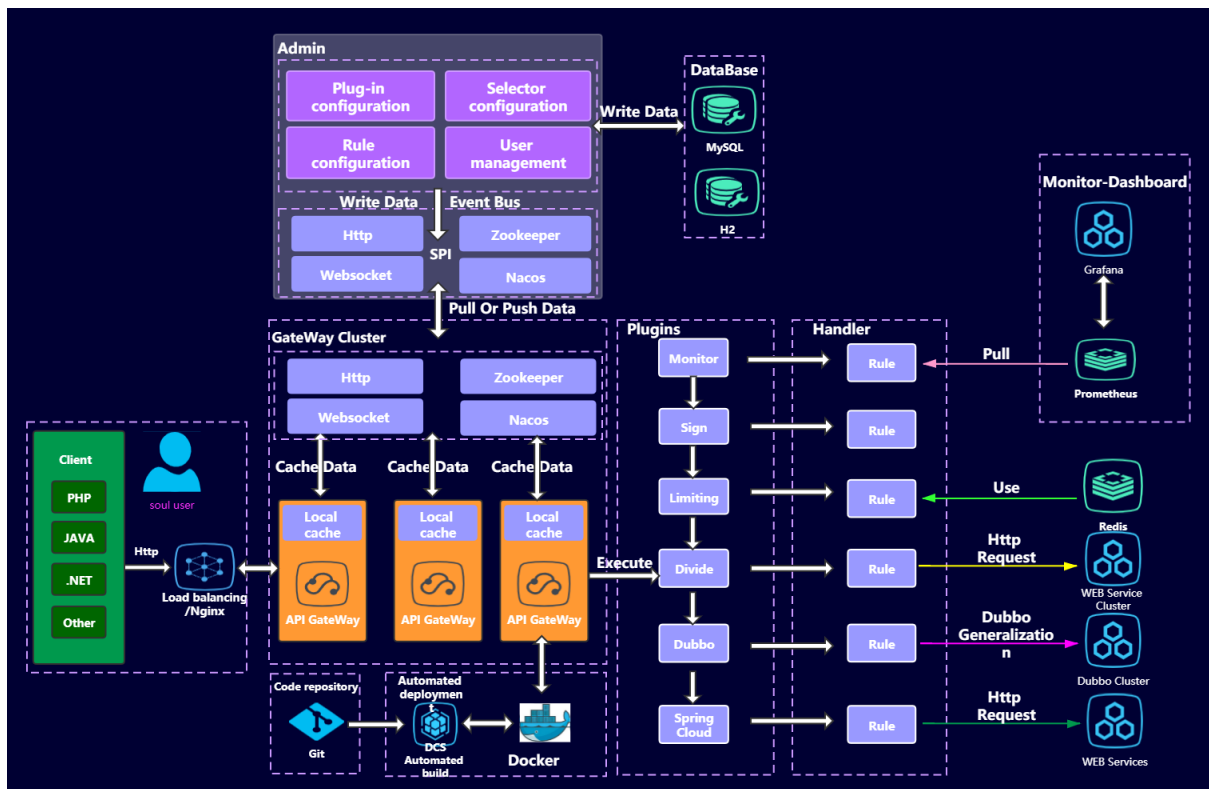 Admin
Plug-in
configuration
Selector
configuration
Rule
configuration
User
management
Write Data
DataBase
MySQL
H2
Write Data
Event Bus
Http
Zookeeper
SPI
Websocket
Nacos
Pull Or Push Data
GateWay Cluster
Http
Zookeeper
Websocket
Nacos
Cache Data
Cache Data
Cache Data
Local
cache
Local
cache
Local
cache
API GateWay
API GateWay
API GateWay
Client
PHP
JAVA
.NET
Other
soul user
Http
Load balancing
/Nginx
Code repository
Git
Automated
deploymen
t
DCS
Automated
build
Docker
Execute
Plugins
Monitor
Sign
Limiting
Divide
Dubbo
Spring
Cloud
Handler
Rule
Rule
Rule
Rule
Rule
Rule
Monitor-Dashboard
Grafana
Prometheus
Pull
Use
Redis
Http
Request
WEB Service
Cluster
Dubbo
Generalizatio
n
Dubbo Cluster
Http
Request
WEB Services